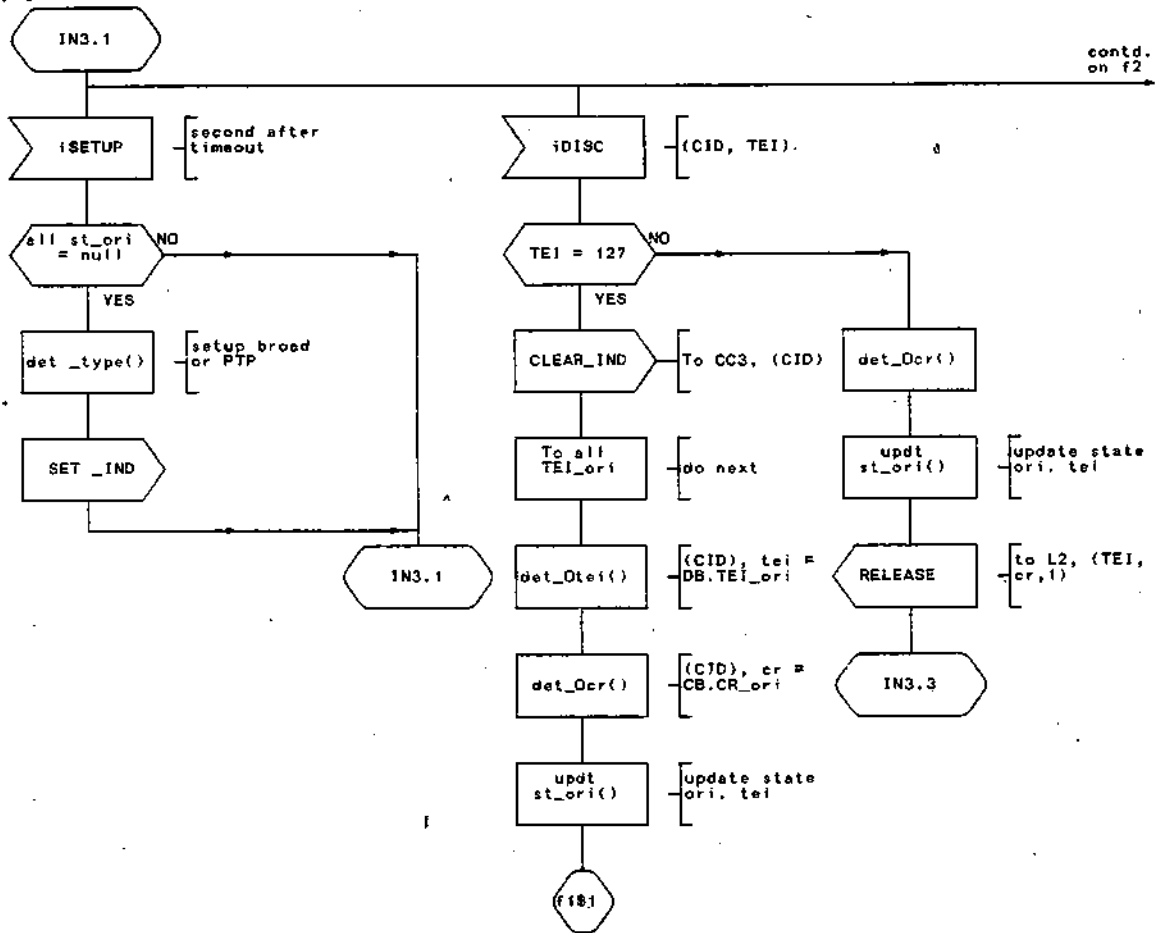 IN3.1
contd.
on f2
iSETUP
second after
timeout
iDISC
(CID, TEI).
all st_ori
= null
NO
YES
TEI = 127
NO
YES
det _type()
setup broad
or PTP
CLEAR_IND
To CC3, (CID)
det_Ocr()
SET _IND
To all
TEI_ori
do next
updt
st_ori()
update state
ori. tei
IN3.1
det_Otei()
(CID), tei =
DB.TEI_ori
RELEASE
to L2, (TEI,
cr,1)
det_Ocr()
(CID), cr =
CB.CR_ori
IN3.3
updt
st_ori()
update state
ori. tei